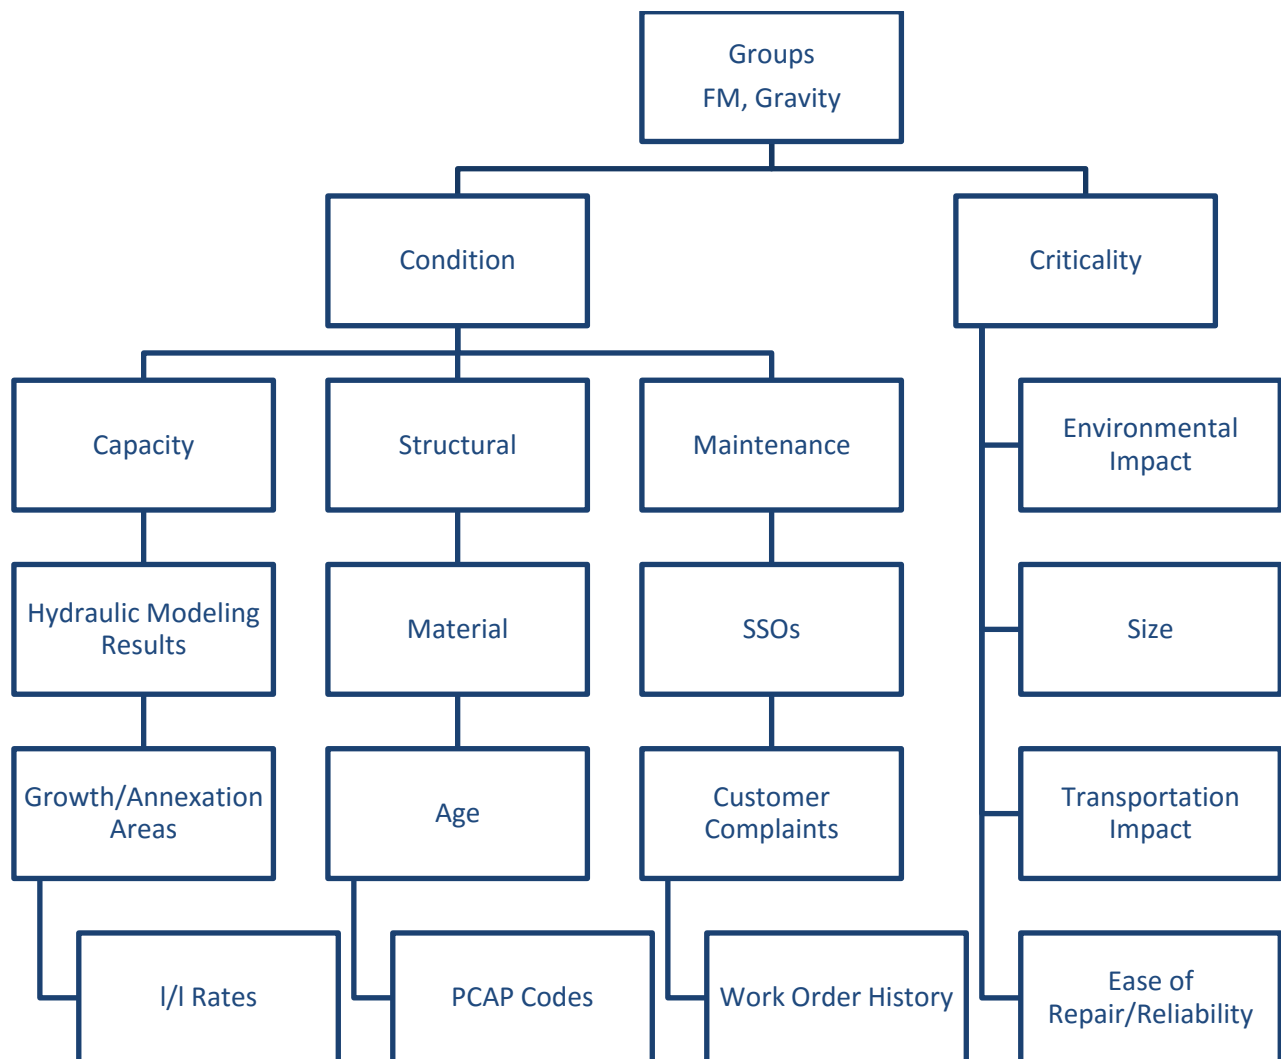 Groups
FM, Gravity
Condition
Criticality
Capacity
Structural
Maintenance
Environmental
Impact
Hydraulic Modeling
Results
Material
SSOs
Size
Growth/Annexation
Areas
Age
Customer
Complaints
Transportation
Impact
I/I Rates
PCAP Codes
Work Order History
Ease of
Repair/Reliability